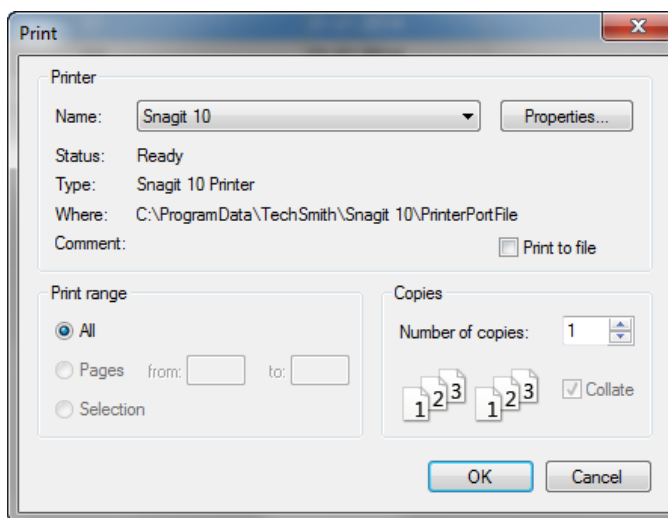 Print
Printer
Name: Snagit 10 Properties...
Status: Ready
Type: Snagit 10 Printer
Where: C:\ProgramData\TechSmith\Snagit 10\PrinterPortFile
Comment: Print to file
Print range
All
Pages from: to:
Selection
Copies
Number of copies: 1
1 2 3 1 2 3 Collate
OK Cancel